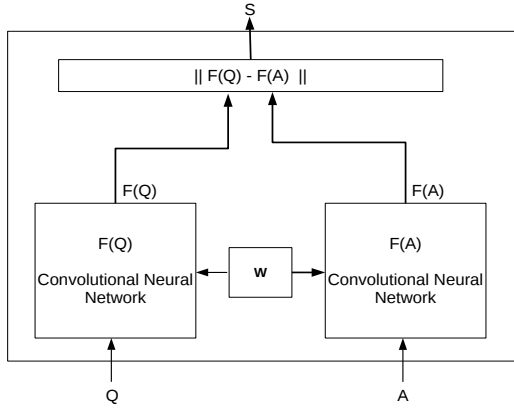 S
|| F(Q) - F(A) ||
F(Q)
F(A)
F(Q)
Convolutional Neural
Network
W
F(A)
Convolutional Neural
Network
Q
A